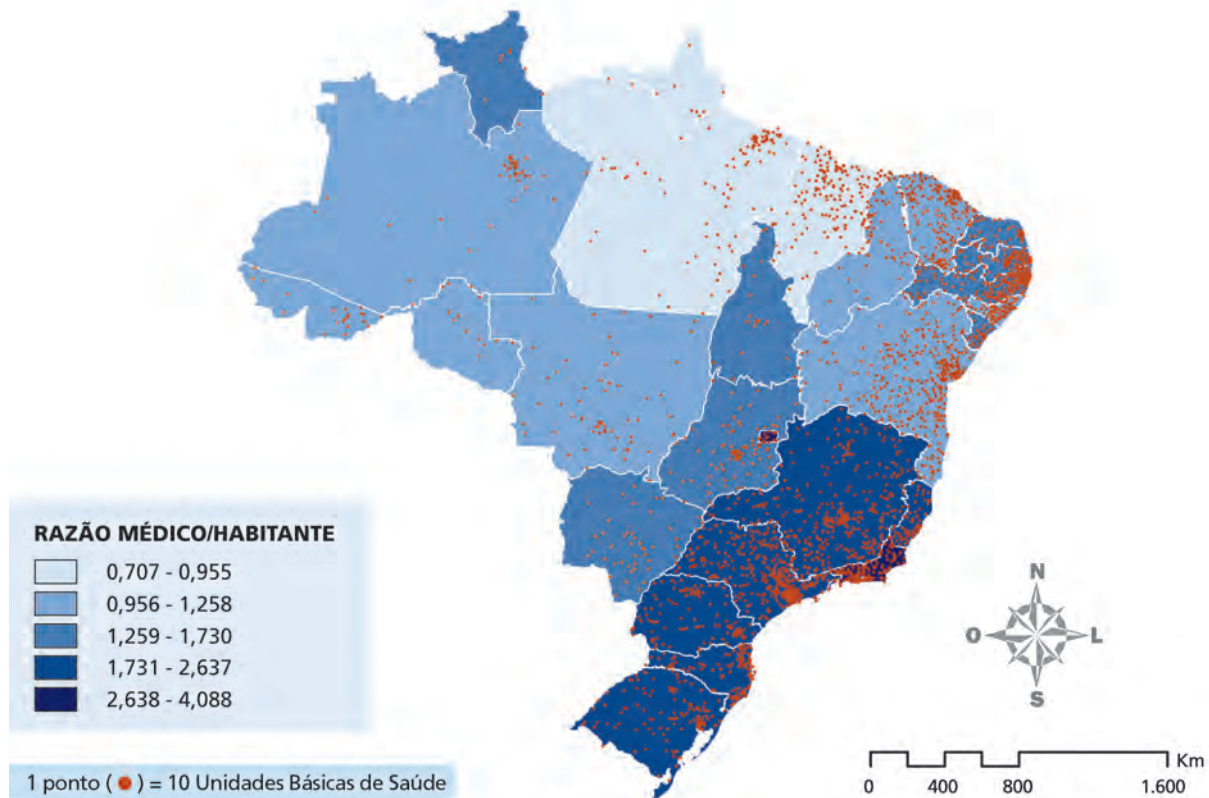 RAZÃO MÉDICO/HABITANTE
0,707 - 0,955
0,956 - 1,258
1,259 - 1,730
1,731 - 2,637
2,638 - 4,088
1 ponto ( ) = 10 Unidades Básicas de Saúde
N
O
L
S
Km
0 400 800 1.600